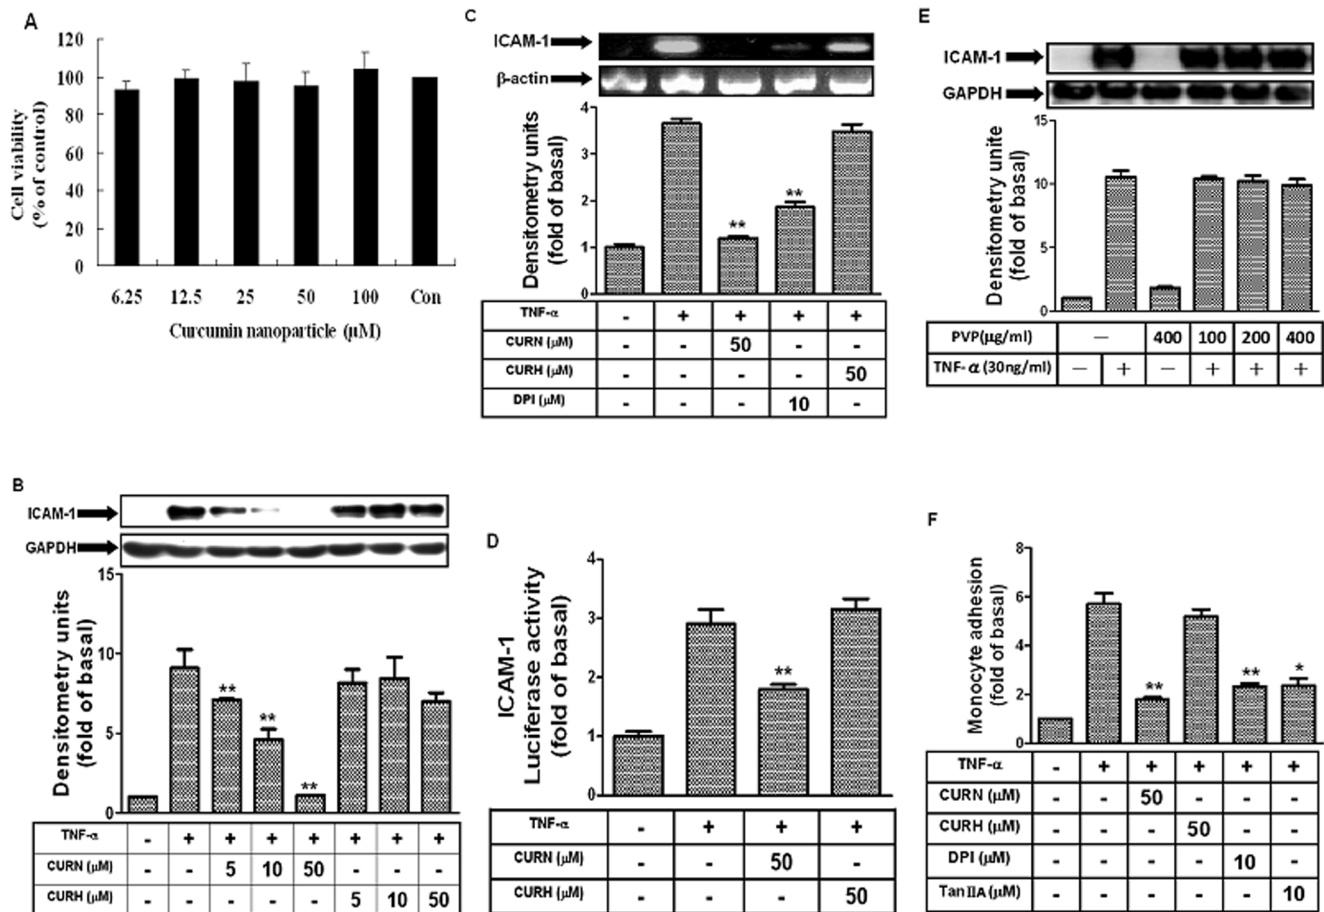 A
120
100
80
60
40
20
0
Cell viability
(% of control)
6.25 12.5 25 50 100 Con
Curcumin nanoparticle (μM)
B
ICAM-1
GAPDH
15
10
5
0
Densitometry units
(fold of basal)
** ** **
TNF-α - + + + + + + +
CURN (μM) - - 5 10 50 - - -
CURH (μM) - - - - - 5 10 50
C
ICAM-1
β-actin
4
3
2
1
0
Densitometry units
(fold of basal)
** **
TNF-α - + + + +
CURN (μM) - - 50 - -
CURH (μM) - - - - 50
DPI (μM) - - - 10 -
D
4
3
2
1
0
ICAM-1
Luciferase activity
(fold of basal)
**
TNF-α - + + +
CURN (μM) - - 50 -
CURH (μM) - - - 50
E
ICAM-1
GAPDH
15
10
5
0
Densitometry unite
(fold of basal)
PVP(μg/ml) — 400 100 200 400
TNF-α (30ng/ml) — + — + + +
F
8
6
4
2
0
Monocyte adhesion
(fold of basal)
** ** *
TNF-α - + + + + +
CURN (μM) - - 50 - - -
CURH (μM) - - - 50 - -
DPI (μM) - - - - 10 -
TanIIA (μM) - - - - - 10